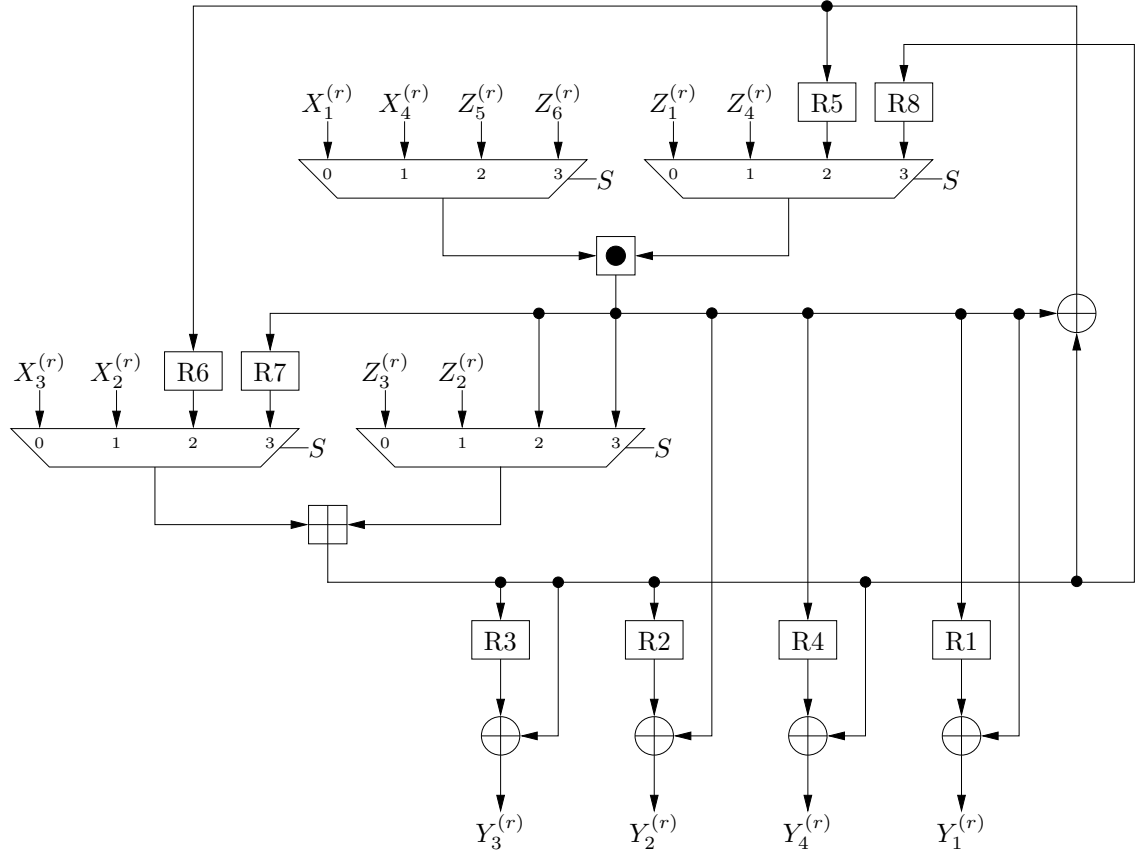 R5 R8
$X_1^{(r)}$ $X_4^{(r)}$ $Z_5^{(r)}$ $Z_6^{(r)}$ $Z_1^{(r)}$ $Z_4^{(r)}$
0 1 2 3 S 0 1 2 3 S
R6 R7
$X_3^{(r)}$ $X_2^{(r)}$ $Z_3^{(r)}$ $Z_2^{(r)}$
0 1 2 3 S 0 1 2 3 S
R3 R2 R4 R1
$Y_3^{(r)}$ $Y_2^{(r)}$ $Y_4^{(r)}$ $Y_1^{(r)}$